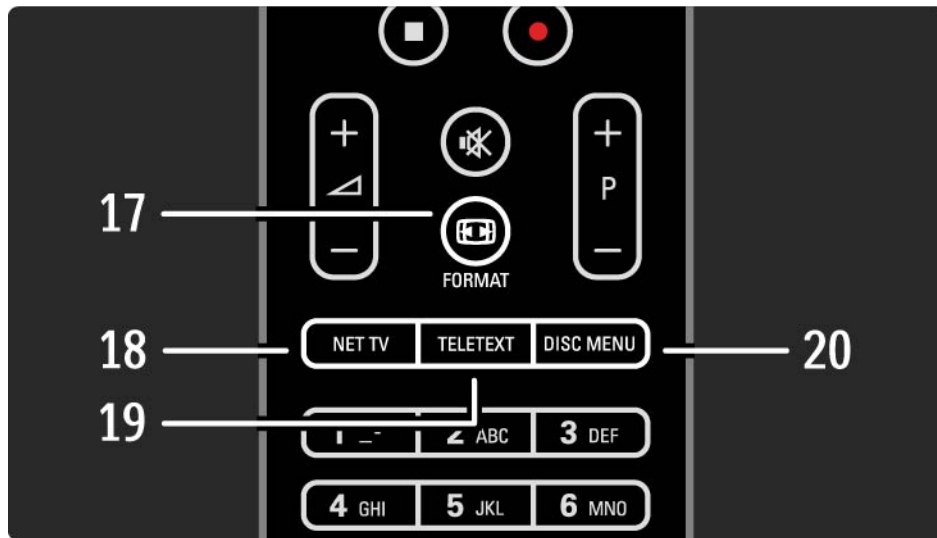 + +
P
17
− −
FORMAT
18 NET TV TELETEXT DISC MENU 20
19
1 _- 2 ABC 3 DEF
4 GHI 5 JKL 6 MNO